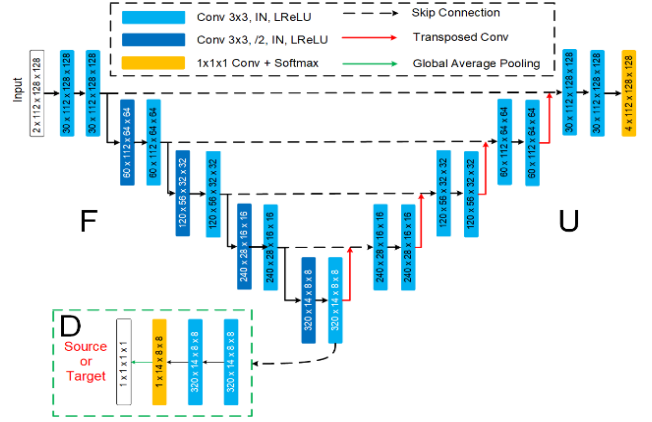 Conv 3x3, IN, LReLU
Skip Connection
Conv 3x3, /2, IN, LReLU
Transposed Conv
1x1x1 Conv + Softmax
Global Average Pooling
Input
2 x 112 x 128 x 128
30 x 112 x 128 x 128
30 x 112 x 128 x 128
30 x 112 x 128 x 128
30 x 112 x 128 x 128
4 x 112 x 128 x 128
60 x 112 x 64 x 64
60 x 112 x 64 x 64
60 x 112 x 64 x 64
60 x 112 x 64 x 64
120 x 56 x 32 x 32
120 x 56 x 32 x 32
120 x 56 x 32 x 32
120 x 56 x 32 x 32
F
U
240 x 28 x 16 x 16
240 x 28 x 16 x 16
240 x 28 x 16 x 16
240 x 28 x 16 x 16
320 x 14 x 8 x 8
320 x 14 x 8 x 8
D
Source
or
Target
1 x 1 x 1 x 1
1 x 14 x 8 x 8
320 x 14 x 8 x 8
320 x 14 x 8 x 8